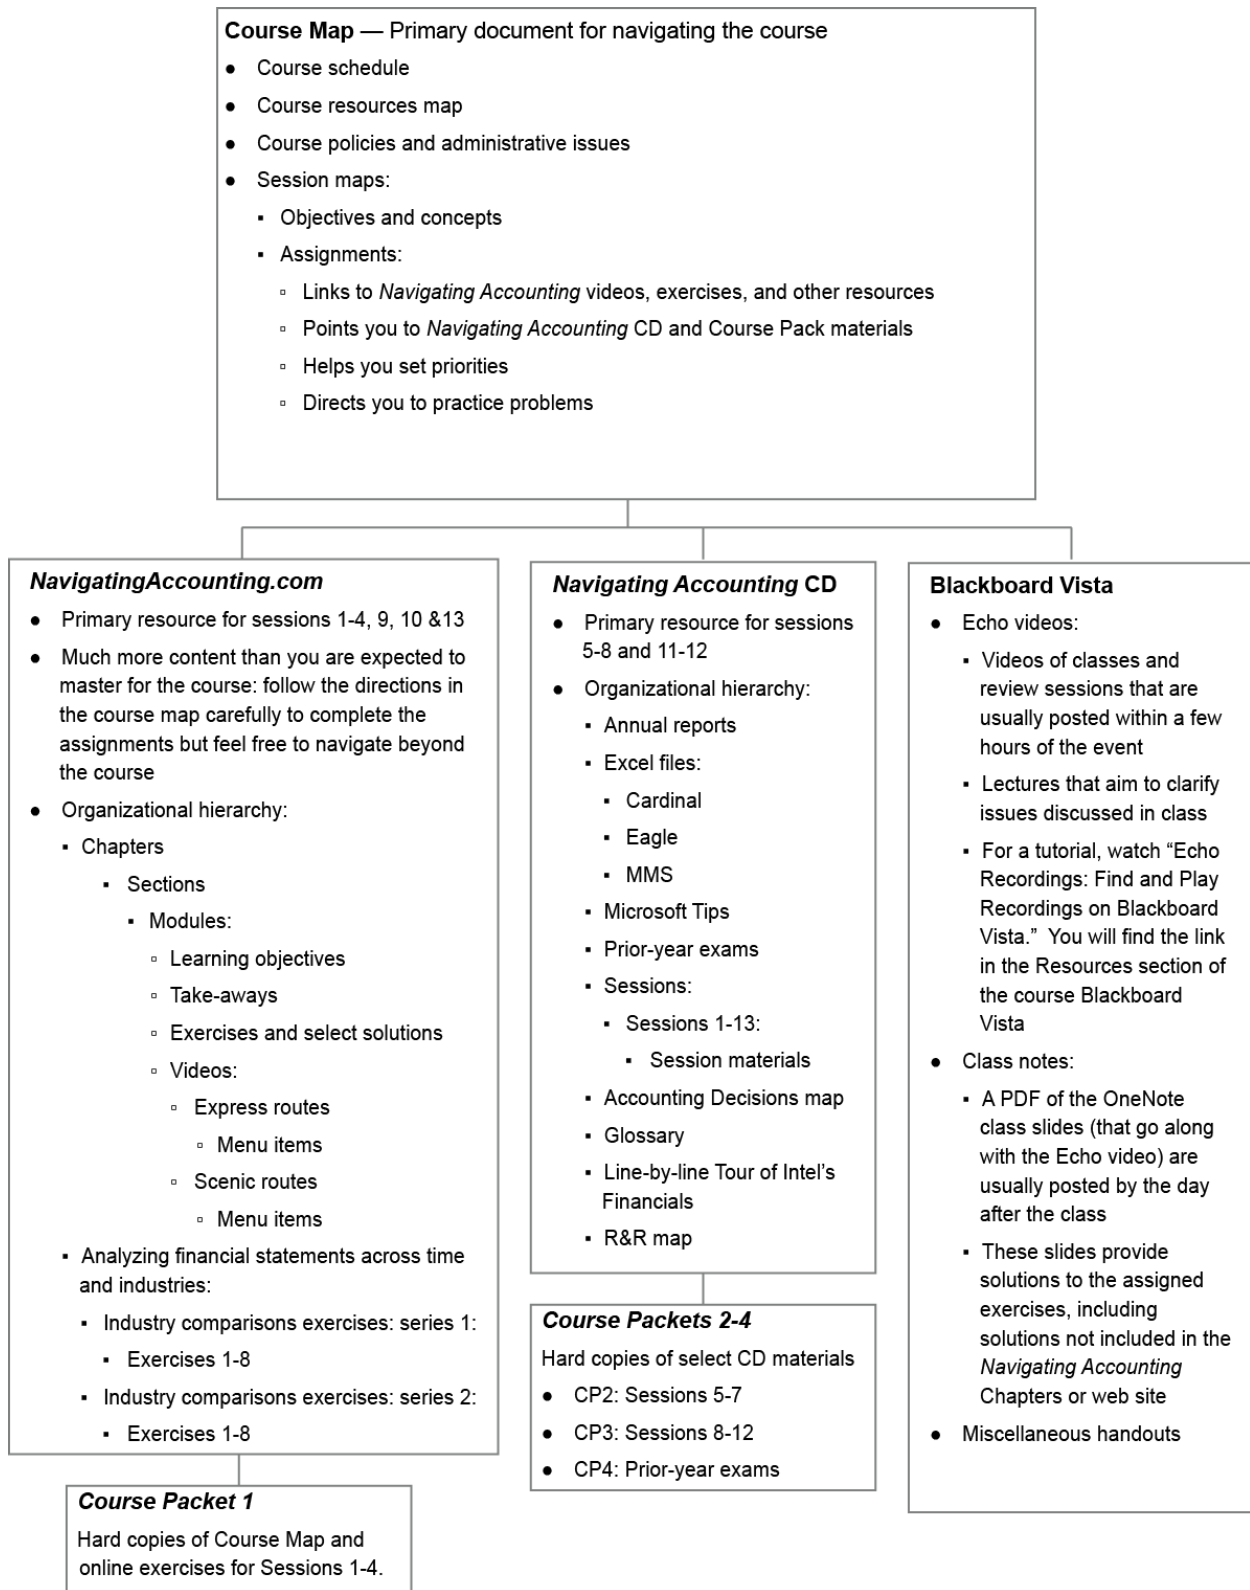 Course Map — Primary document for navigating the course
● Course schedule
● Course resources map
● Course policies and administrative issues
● Session maps:
▪ Objectives and concepts
▪ Assignments:
▫ Links to Navigating Accounting videos, exercises, and other resources
▫ Points you to Navigating Accounting CD and Course Pack materials
▫ Helps you set priorities
▫ Directs you to practice problems
NavigatingAccounting.com
● Primary resource for sessions 1-4, 9, 10 &13
● Much more content than you are expected to
master for the course: follow the directions in
the course map carefully to complete the
assignments but feel free to navigate beyond
the course
● Organizational hierarchy:
▪ Chapters
▪ Sections
▪ Modules:
▫ Learning objectives
▫ Take-aways
▫ Exercises and select solutions
▫ Videos:
▫ Express routes
▫ Menu items
▫ Scenic routes
▫ Menu items
▪ Analyzing financial statements across time
and industries:
▪ Industry comparisons exercises: series 1:
▪ Exercises 1-8
▪ Industry comparisons exercises: series 2:
▪ Exercises 1-8
Course Packet 1
Hard copies of Course Map and
online exercises for Sessions 1-4.
Navigating Accounting CD
● Primary resource for sessions
5-8 and 11-12
● Organizational hierarchy:
▪ Annual reports
▪ Excel files:
▪ Cardinal
▪ Eagle
▪ MMS
▪ Microsoft Tips
▪ Prior-year exams
▪ Sessions:
▪ Sessions 1-13:
▪ Session materials
▪ Accounting Decisions map
▪ Glossary
▪ Line-by-line Tour of Intel's
Financials
▪ R&R map
Course Packets 2-4
Hard copies of select CD materials
● CP2: Sessions 5-7
● CP3: Sessions 8-12
● CP4: Prior-year exams
Blackboard Vista
● Echo videos:
▪ Videos of classes and
review sessions that are
usually posted within a few
hours of the event
▪ Lectures that aim to clarify
issues discussed in class
▪ For a tutorial, watch “Echo
Recordings: Find and Play
Recordings on Blackboard
Vista.” You will find the link
in the Resources section of
the course Blackboard
Vista
● Class notes:
▪ A PDF of the OneNote
class slides (that go along
with the Echo video) are
usually posted by the day
after the class
▪ These slides provide
solutions to the assigned
exercises, including
solutions not included in the
Navigating Accounting
Chapters or web site
● Miscellaneous handouts